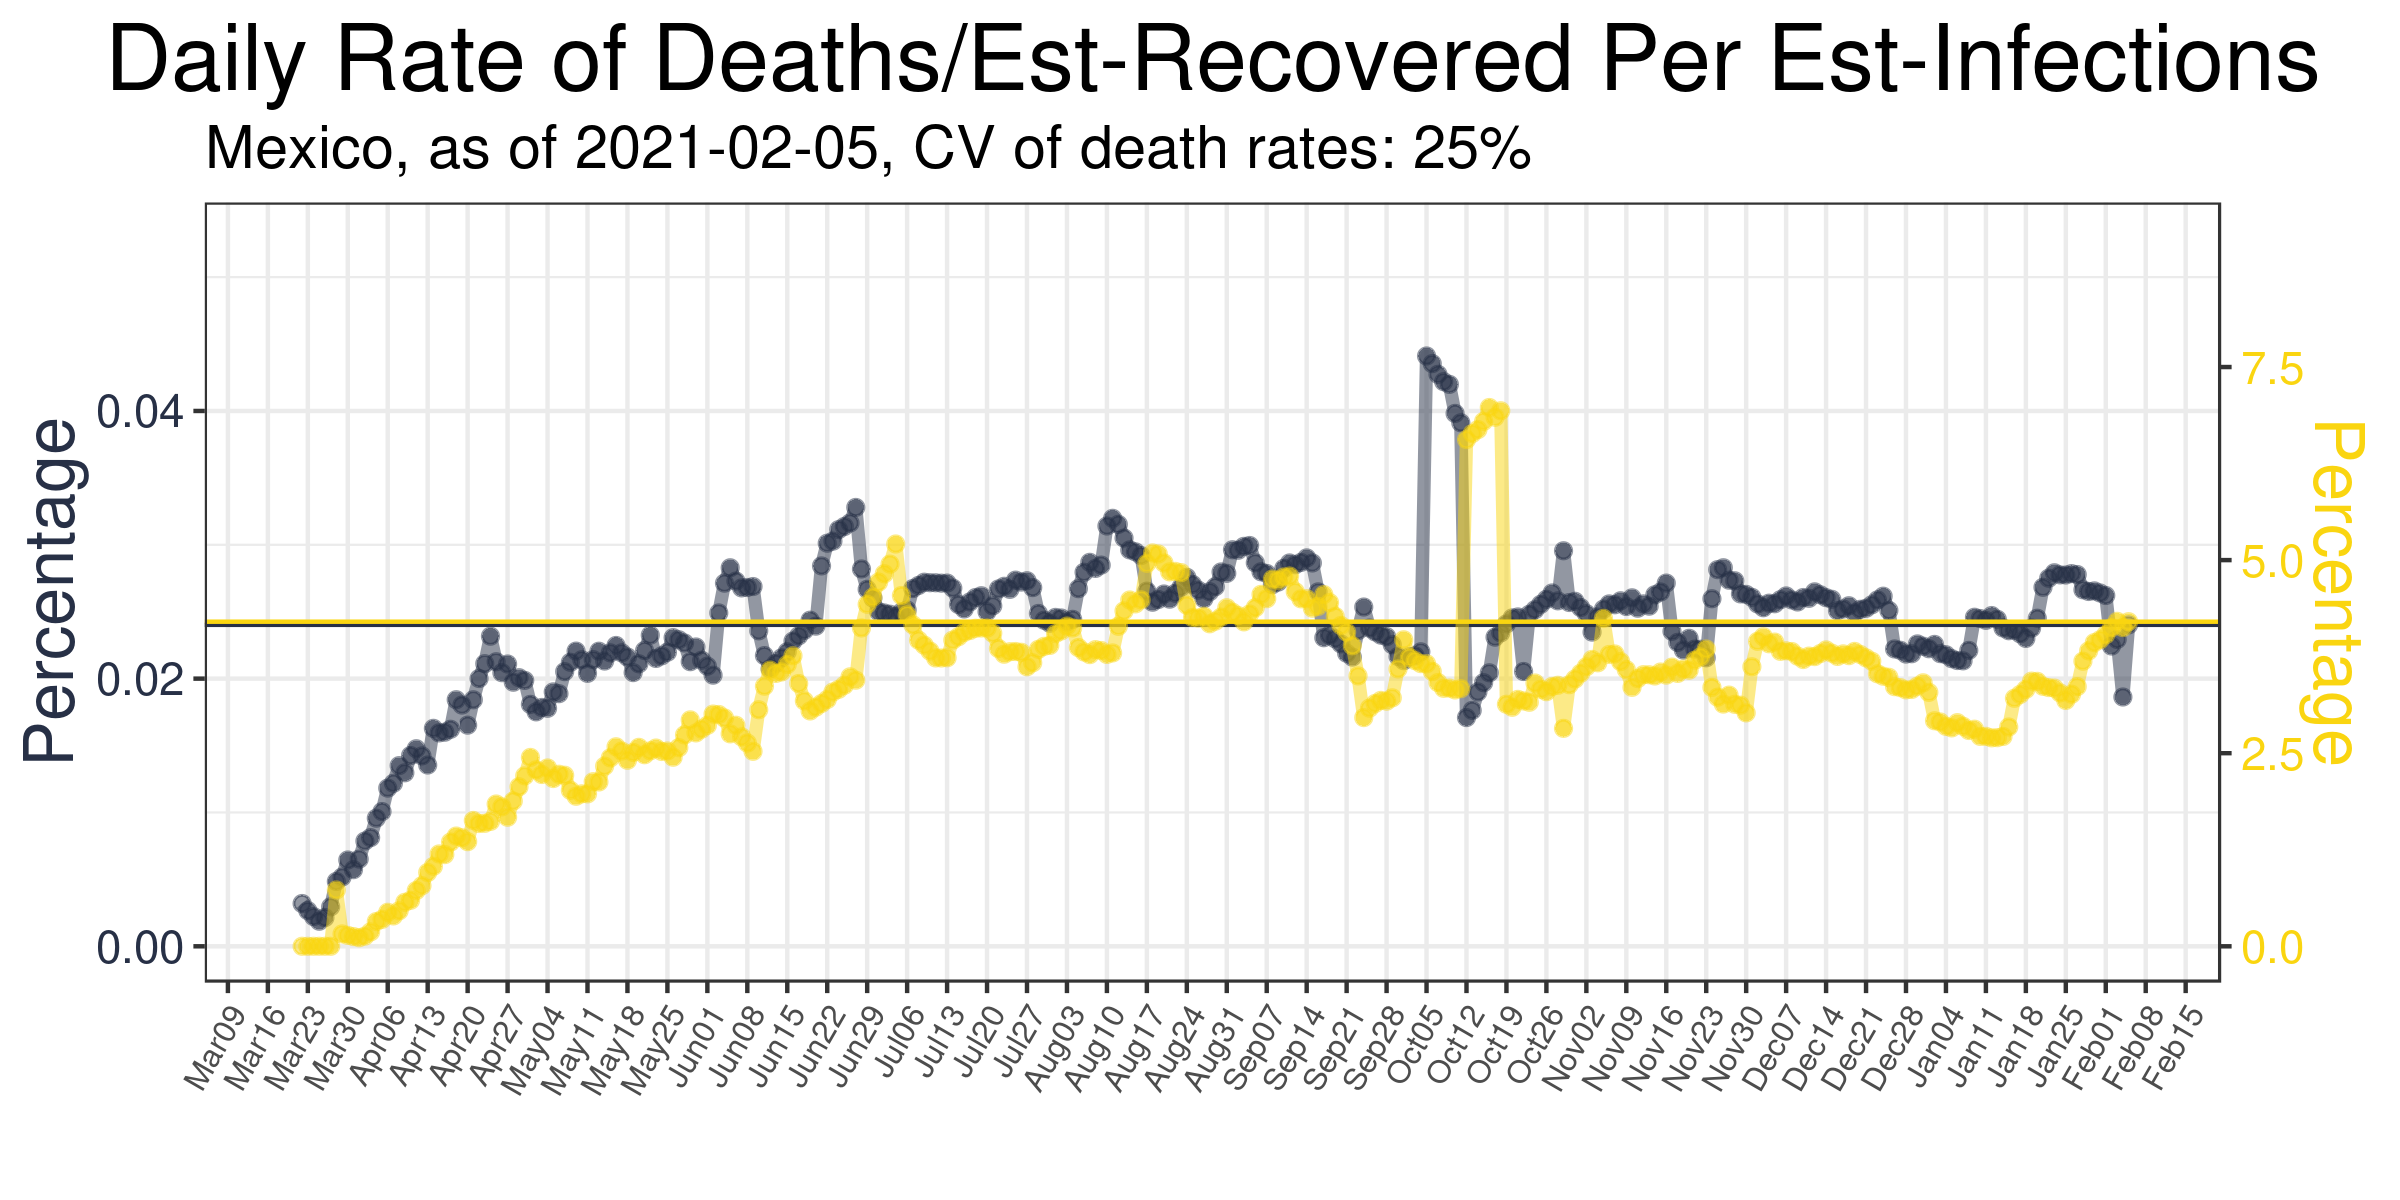 Daily Rate of Deaths/Est-Recovered Per Est-Infections
Mexico, as of 2021-02-05, CV of death rates: 25%
Percentage
0.04
0.02
0.00
7.5
5.0
2.5
0.0
Percentage
Mar09 Mar16 Mar23 Mar30 Apr06 Apr13 Apr20 Apr27 May04 May11 May18 May25 Jun01 Jun08 Jun15 Jun22 Jun29 Jul06 Jul13 Jul20 Jul27 Aug03 Aug10 Aug17 Aug24 Aug31 Sep07 Sep14 Sep21 Sep28 Oct05 Oct12 Oct19 Oct26 Nov02 Nov09 Nov16 Nov23 Nov30 Dec07 Dec14 Dec21 Dec28 Jan04 Jan11 Jan18 Jan25 Feb01 Feb08 Feb15